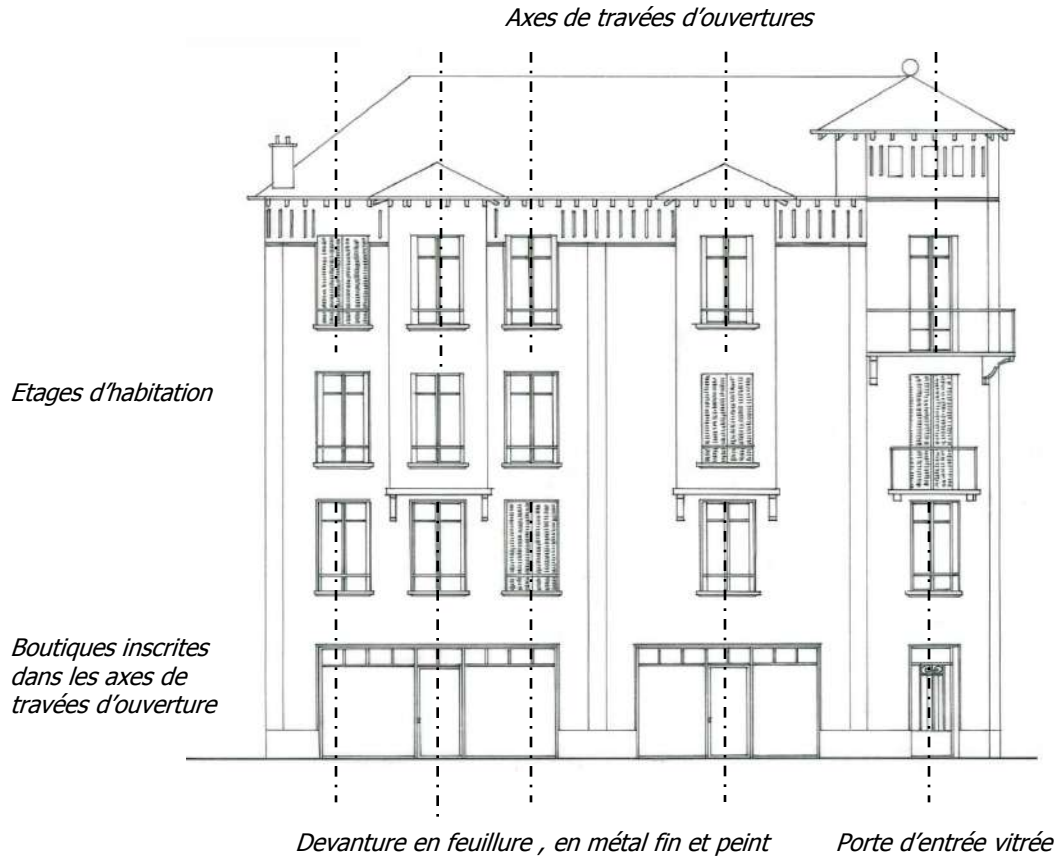 Axes de travées d'ouvertures
Etages d'habitation
Boutiques inscrites
dans les axes de
travées d'ouverture
Devanture en feuillure , en métal fin et peint
Porte d'entrée vitrée